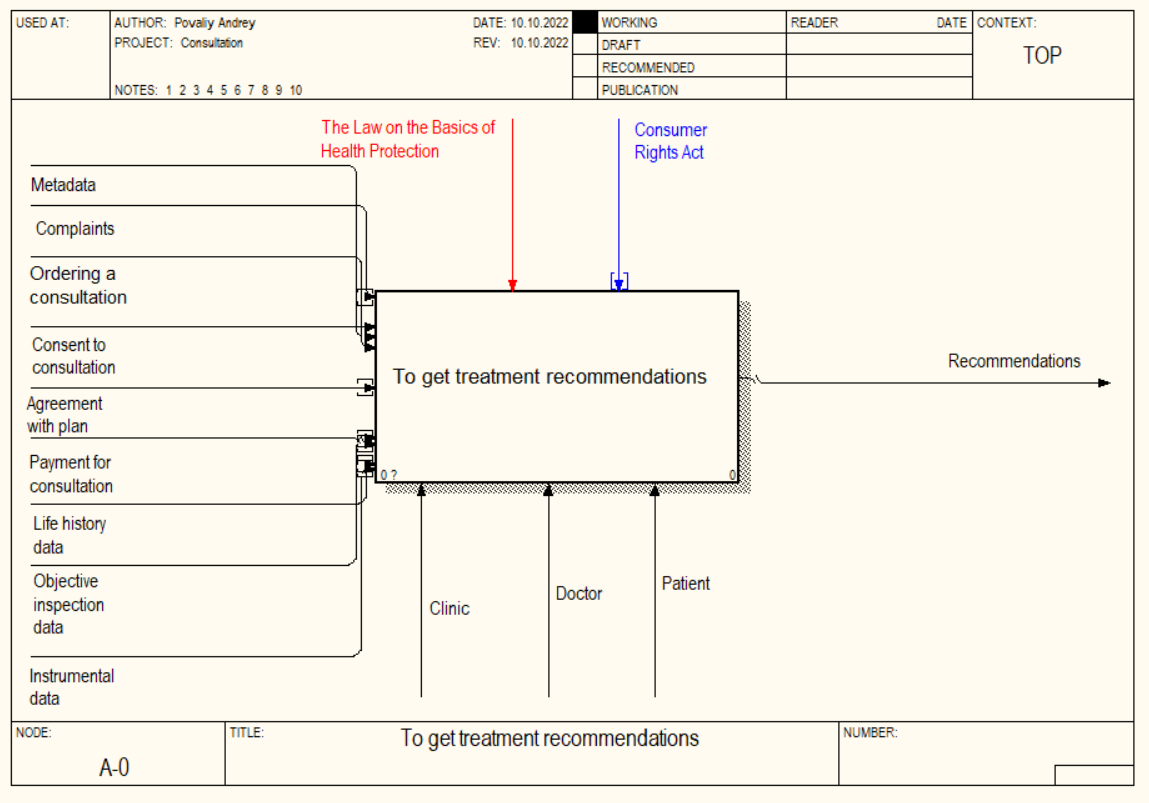 USED AT:
AUTHOR: Povaliy Andrey
DATE: 10.10.2022
WORKING
READER
DATE
CONTEXT:
PROJECT: Consultation
REV: 10.10.2022
DRAFT
TOP
RECOMMENDED
NOTES: 1 2 3 4 5 6 7 8 9 10
PUBLICATION
The Law on the Basics of
Health Protection
Consumer
Rights Act
Metadata
Complaints
Ordering a
consultation
Consent to
consultation
Agreement
with plan
Payment for
consultation
Life history
data
Objective
inspection
data
Instrumental
data
To get treatment recommendations
0 ?
0
Recommendations
Clinic
Doctor
Patient
NODE:
A-0
TITLE:
To get treatment recommendations
NUMBER: